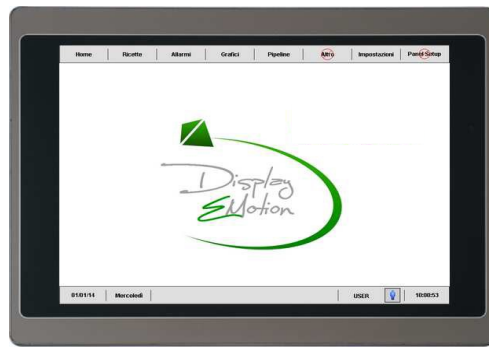 Home Ricette Allarmi Grafici Pipeline Altro Impostazioni Panel Setup
Display
EMotion
01/01/14 Mercoledì USER 10:00:53